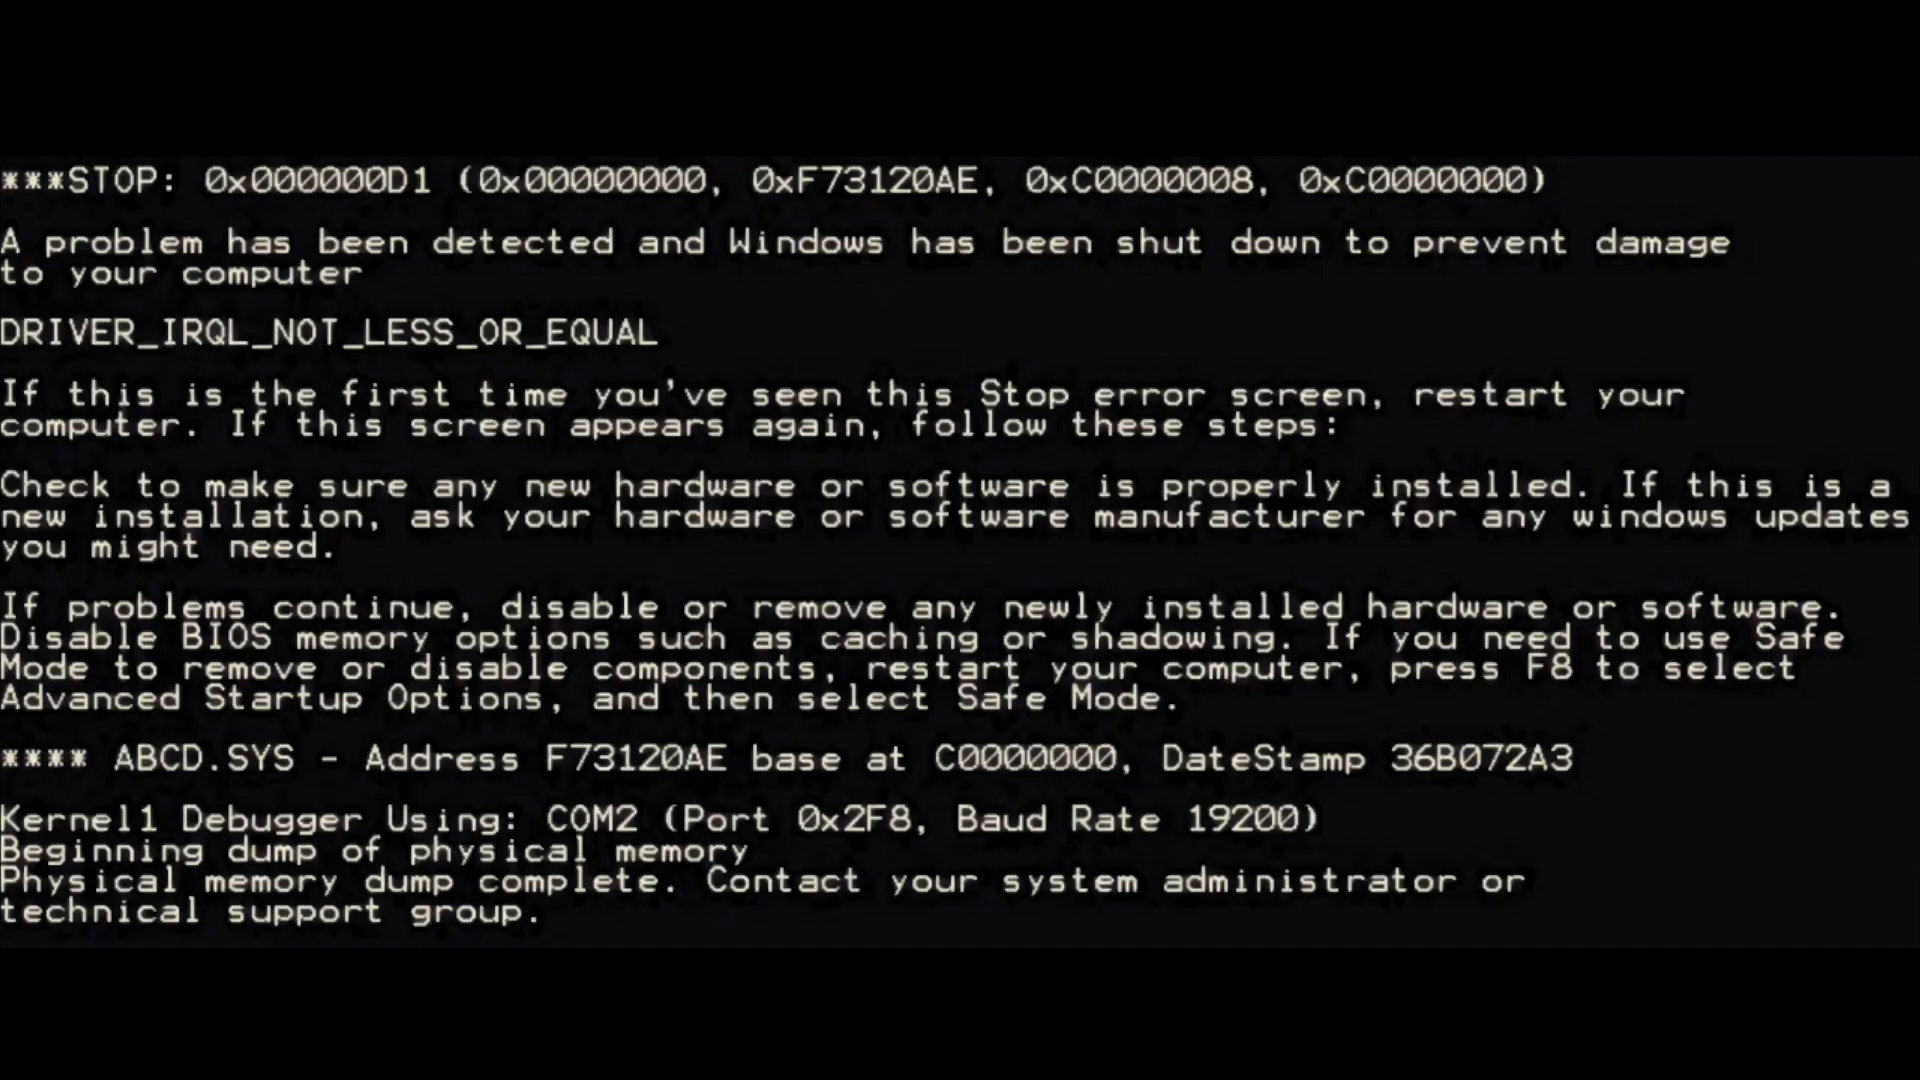 ***STOP: 0x000000D1 (0x00000000, 0xF73120AE, 0xC0000008, 0xC0000000)
A problem has been detected and Windows has been shut down to prevent damage
to your computer
DRIVER_IRQL_NOT_LESS_OR_EQUAL
If this is the first time you've seen this Stop error screen, restart your
computer. If this screen appears again, follow these steps:
Check to make sure any new hardware or software is properly installed. If this is a
new installation, ask your hardware or software manufacturer for any windows updates
you might need.
If problems continue, disable or remove any newly installed hardware or software.
Disable BIOS memory options such as caching or shadowing. If you need to use Safe
Mode to remove or disable components, restart your computer, press F8 to select
Advanced Startup Options, and then select Safe Mode.
**** ABCD.SYS - Address F73120AE base at C0000000, DateStamp 36B072A3
Kernel1 Debugger Using: COM2 (Port 0x2F8, Baud Rate 19200)
Beginning dump of physical memory
Physical memory dump complete. Contact your system administrator or
technical support group.